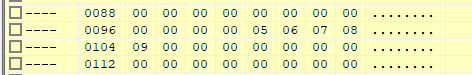 ---- 0088 00 00 00 00 00 00 00 00 ........
---- 0096 00 00 00 00 05 06 07 08 ........
---- 0104 09 00 00 00 00 00 00 00 ........
---- 0112 00 00 00 00 00 00 00 00 ........